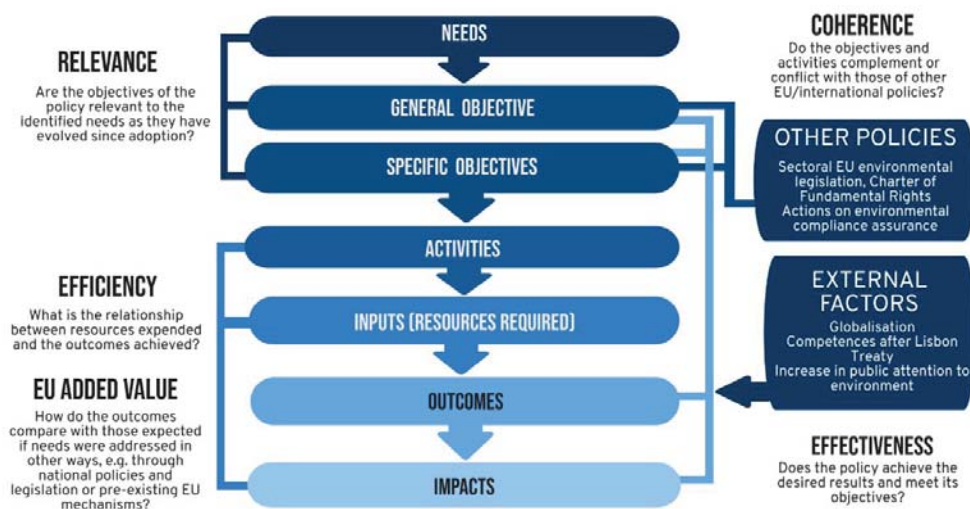 NEEDS
GENERAL OBJECTIVE
SPECIFIC OBJECTIVES
ACTIVITIES
INPUTS (RESOURCES REQUIRED)
OUTCOMES
IMPACTS
RELEVANCE
Are the objectives of the
policy relevant to the
identified needs as they have
evolved since adoption?
EFFICIENCY
What is the relationship
between resources expended
and the outcomes achieved?
EU ADDED VALUE
How do the outcomes
compare with those expected
if needs were addressed in
other ways, e.g. through
national policies and
legislation or pre-existing EU
mechanisms?
COHERENCE
Do the objectives and
activities complement or
conflict with those of other
EU/international policies?
OTHER POLICIES
Sectoral EU environmental
legislation, Charter of
Fundamental Rights
Actions on environmental
compliance assurance
EXTERNAL
FACTORS
Globalisation
Competences after Lisbon
Treaty
Increase in public attention to
environment
EFFECTIVENESS
Does the policy achieve the
desired results and meet its
objectives?